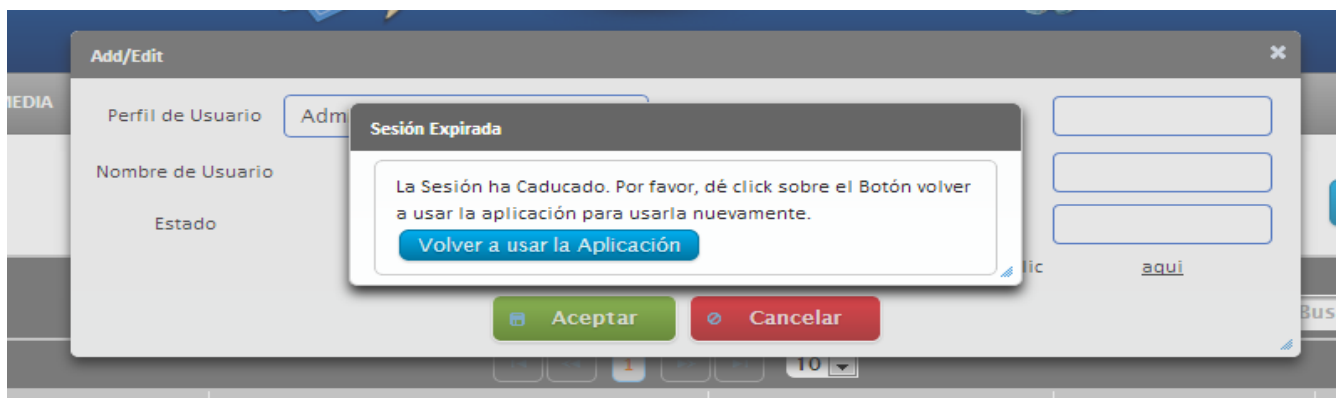 Add/Edit
Perfil de Usuario
Adm
Sesión Expirada
Nombre de Usuario
La Sesión ha Caducado. Por favor, dé click sobre el Botón volver
a usar la aplicación para usarla nuevamente.
Estado
Volver a usar la Aplicación
lic aqui
Aceptar Cancelar
Bus
1 10